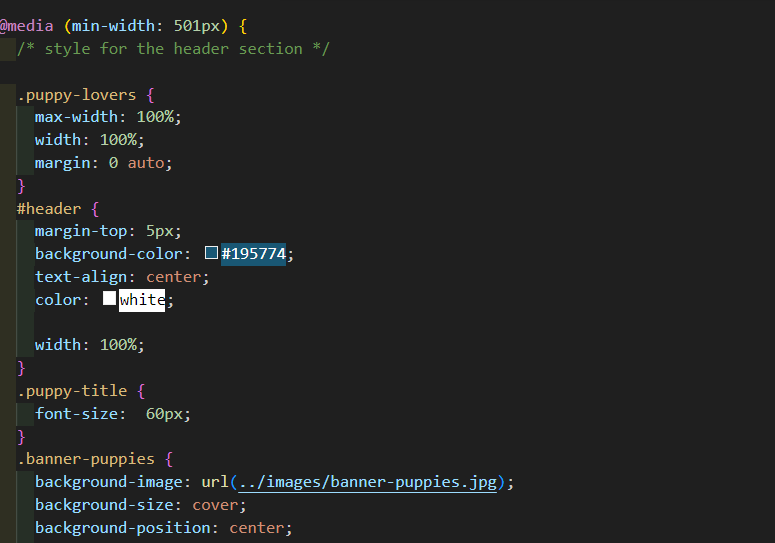 @media (min-width: 501px) {
/* style for the header section */
.puppy-lovers {
max-width: 100%;
width: 100%;
margin: 0 auto;
}
#header {
margin-top: 5px;
background-color: #195774;
text-align: center;
color: white;
width: 100%;
}
.puppy-title {
font-size:  60px;
}
.banner-puppies {
background-image: url(../images/banner-puppies.jpg);
background-size: cover;
background-position: center;